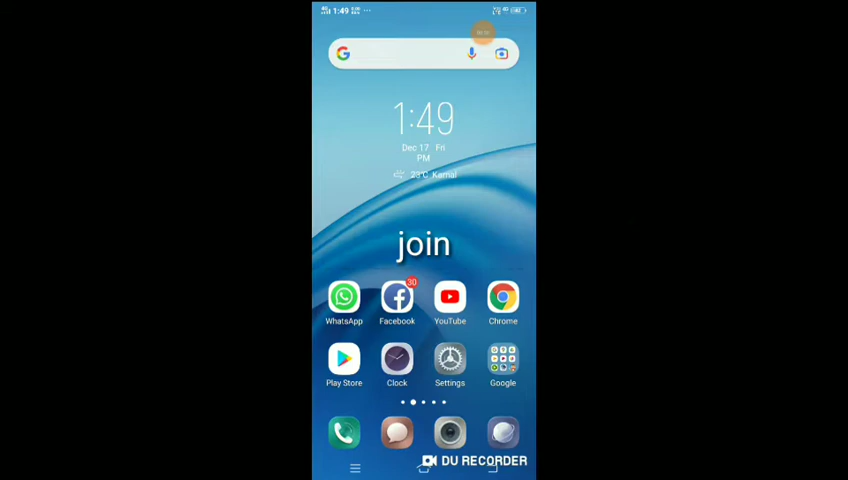 1:49
1:49
Dec 17 Fri
PM
23°C Karnal
join
30
WhatsApp Facebook YouTube Chrome
Play Store Clock Settings Google
DU RECORDER